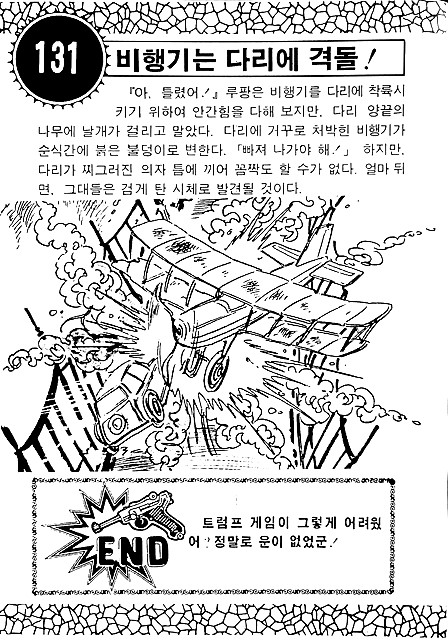 131
비행기는 다리에 격돌!
『아. 틀렸어!』 루팡은 비행기를 다리에 착륙시
키기 위하여 안간힘을 다해 보지만, 다리 양끝의
나무에 날개가 걸리고 말았다. 다리에 거꾸로 처박힌 비행기가
순식간에 붉은 불덩이로 변한다. 「빠져 나가야 해!」 하지만,
다리가 찌그러진 의자 틈에 끼어 꼼짝도 할 수가 없다. 얼마 뒤
면, 그대들은 검게 탄 시체로 발견될 것이다.
트럼프 게임이 그렇게 어려웠
어? 정말로 운이 없었군!
END